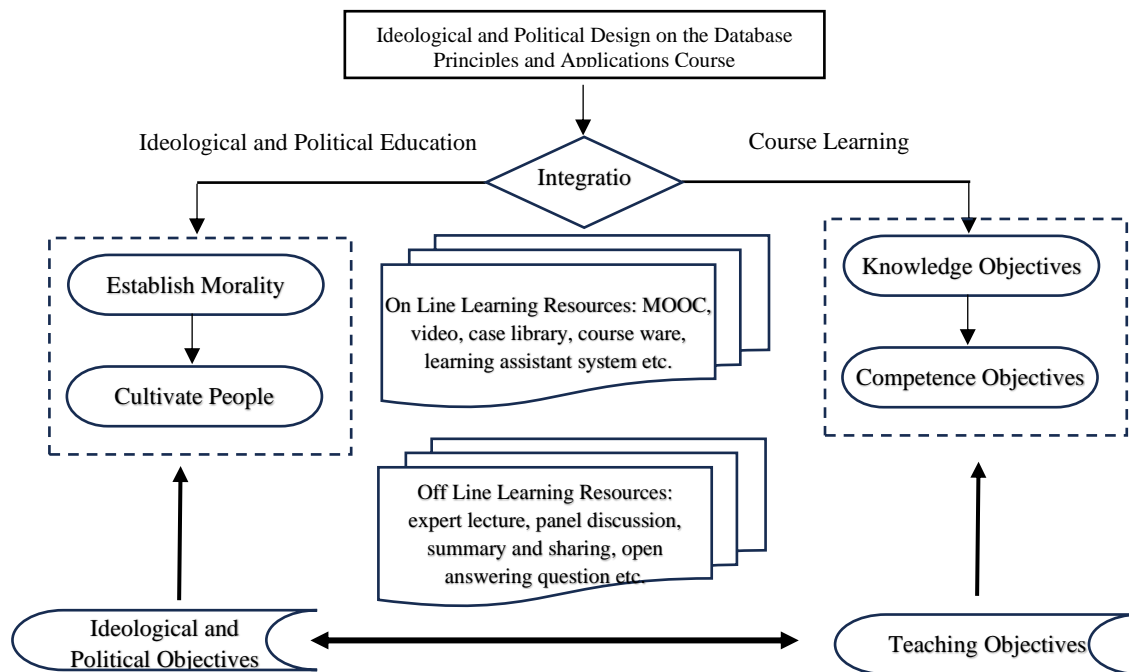 Ideological and Political Design on the Database
Principles and Applications Course
Ideological and Political Education
Course Learning
Integratio
Establish Morality
Cultivate People
On Line Learning Resources: MOOC,
video, case library, course ware,
learning assistant system etc.
Knowledge Objectives
Competence Objectives
Off Line Learning Resources:
expert lecture, panel discussion,
summary and sharing, open
answering question etc.
Ideological and
Political Objectives
Teaching Objectives